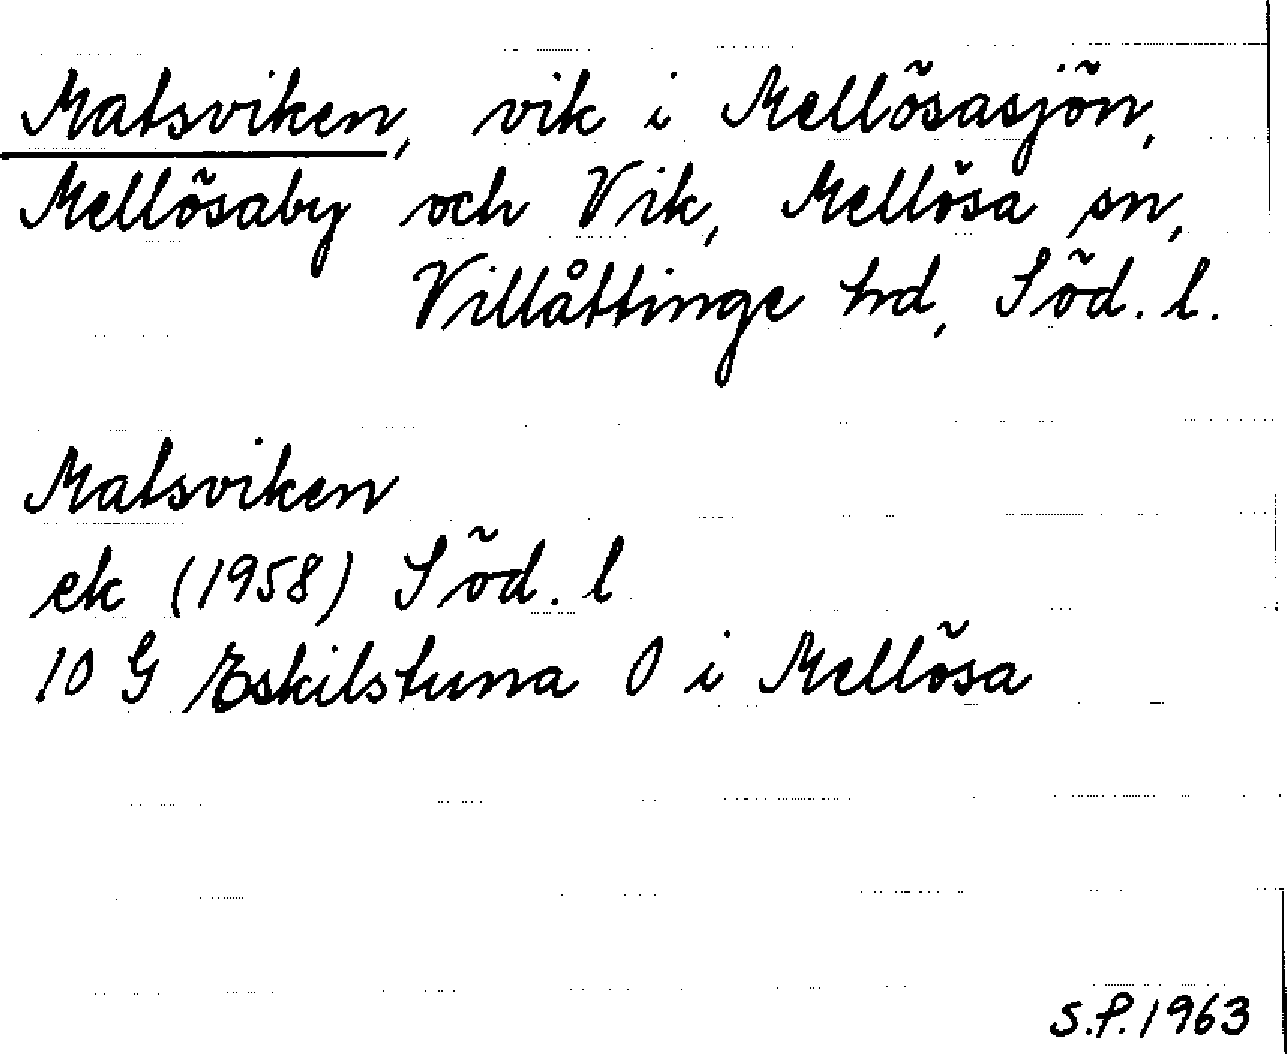 Matsviken, vik i Mellösasjön,
Mellösaby och Vik, Mellösa sn,
Villåttinge hd, Söd. l.
Matsviken
ek (1958) Söd. l
10 G Eskilstuna O i Mellösa
S.P. 1963